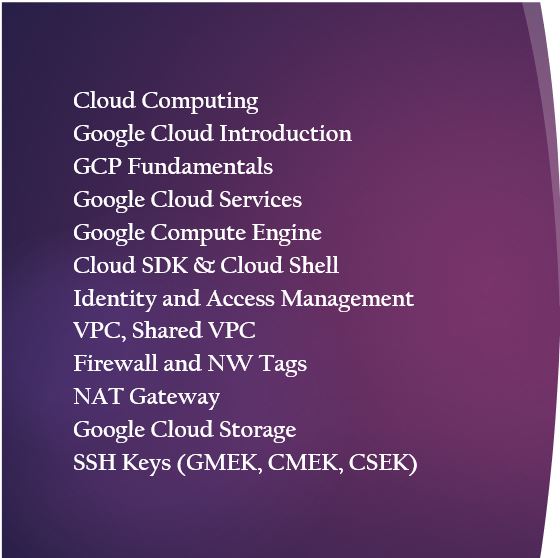 Cloud Computing
Google Cloud Introduction
GCP Fundamentals
Google Cloud Services
Google Compute Engine
Cloud SDK & Cloud Shell
Identity and Access Management
VPC, Shared VPC
Firewall and NW Tags
NAT Gateway
Google Cloud Storage
SSH Keys (GMEK, CMEK, CSEK)